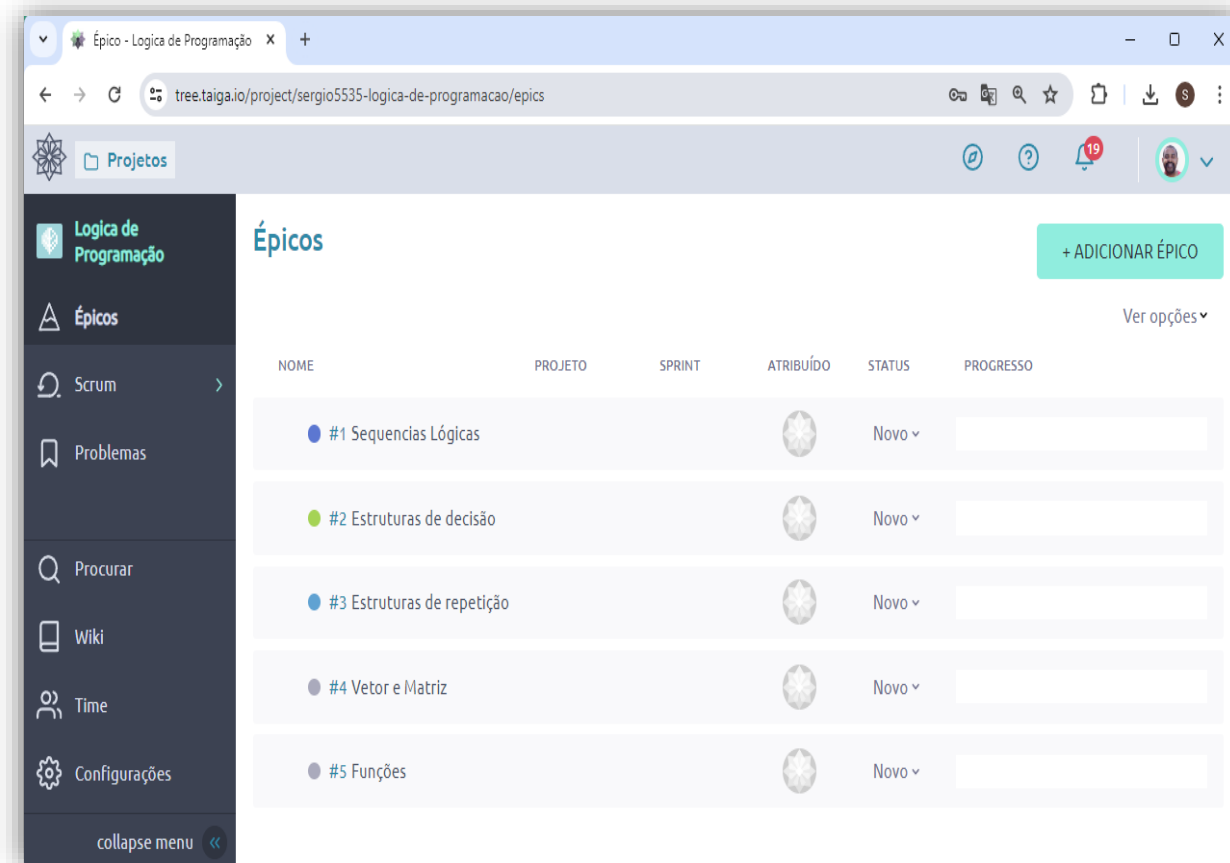 Épico - Logica de Programação
tree.taiga.io/project/sergio5535-logica-de-programacao/epics
S
Projetos
19
Logica de
Programação
Épicos
Scrum
Problemas
Procurar
Wiki
Time
Configurações
collapse menu
Épicos
+ ADICIONAR ÉPICO
Ver opções
NOME PROJETO SPRINT ATRIBUÍDO STATUS PROGRESSO
#1 Sequencias Lógicas Novo
#2 Estruturas de decisão Novo
#3 Estruturas de repetição Novo
#4 Vetor e Matriz Novo
#5 Funções Novo